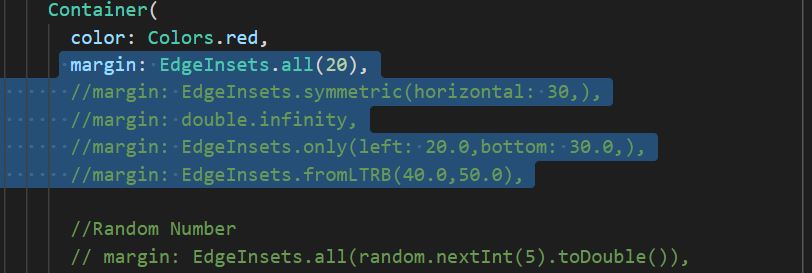 Container(
color: Colors.red,
margin: EdgeInsets.all(20),
//margin: EdgeInsets.symmetric(horizontal: 30,),
//margin: double.infinity,
//margin: EdgeInsets.only(left: 20.0,bottom: 30.0,),
//margin: EdgeInsets.fromLTRB(40.0,50.0),
//Random Number
// margin: EdgeInsets.all(random.nextInt(5).toDouble()),